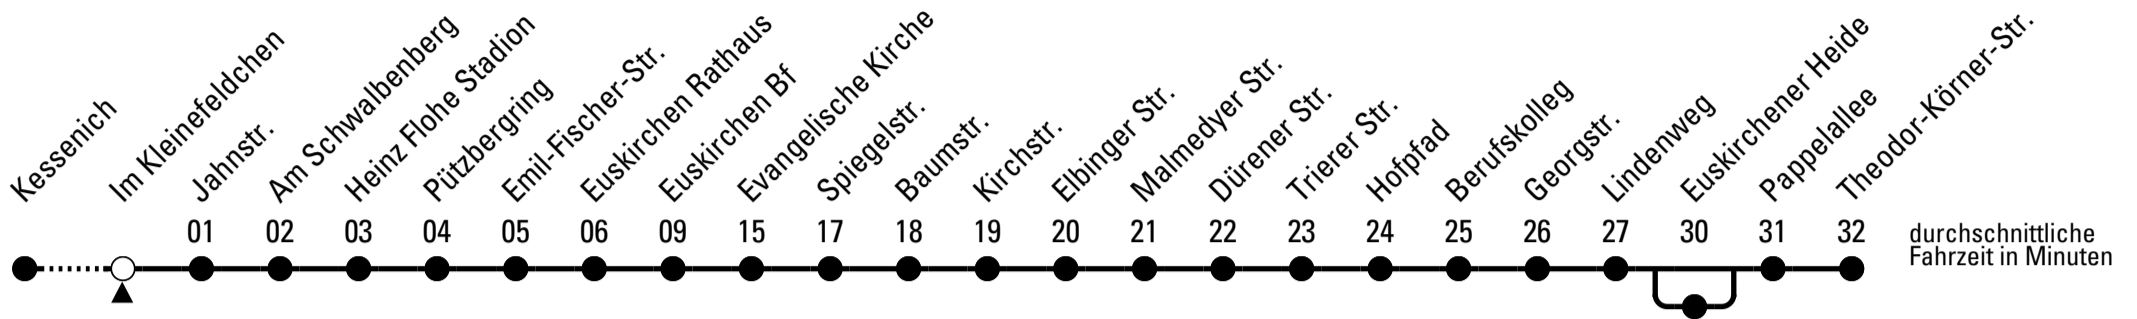 Kessenich
Im Kleinefeldchen
Jahnstr.
Am Schwalbenberg
Heinz Flohe Stadion
Pützbergring
Emil-Fischer-Str.
Euskirchen Rathaus
Euskirchen Bf
Evangelische Kirche
Spiegelstr.
Baumstr.
Kirchstr.
Elbinger Str.
Malmedyer Str.
Dürener Str.
Trierer Str.
Hofpfad
Berufskolleg
Georgstr.
Lindenweg
Euskirchener Heide
Pappelallee
Theodor-Körner-Str.
01 02 03 04 05 06 09 15 17 18 19 20 21 22 23 24 25 26 27 30 31 32
durchschnittliche
Fahrzeit in Minuten